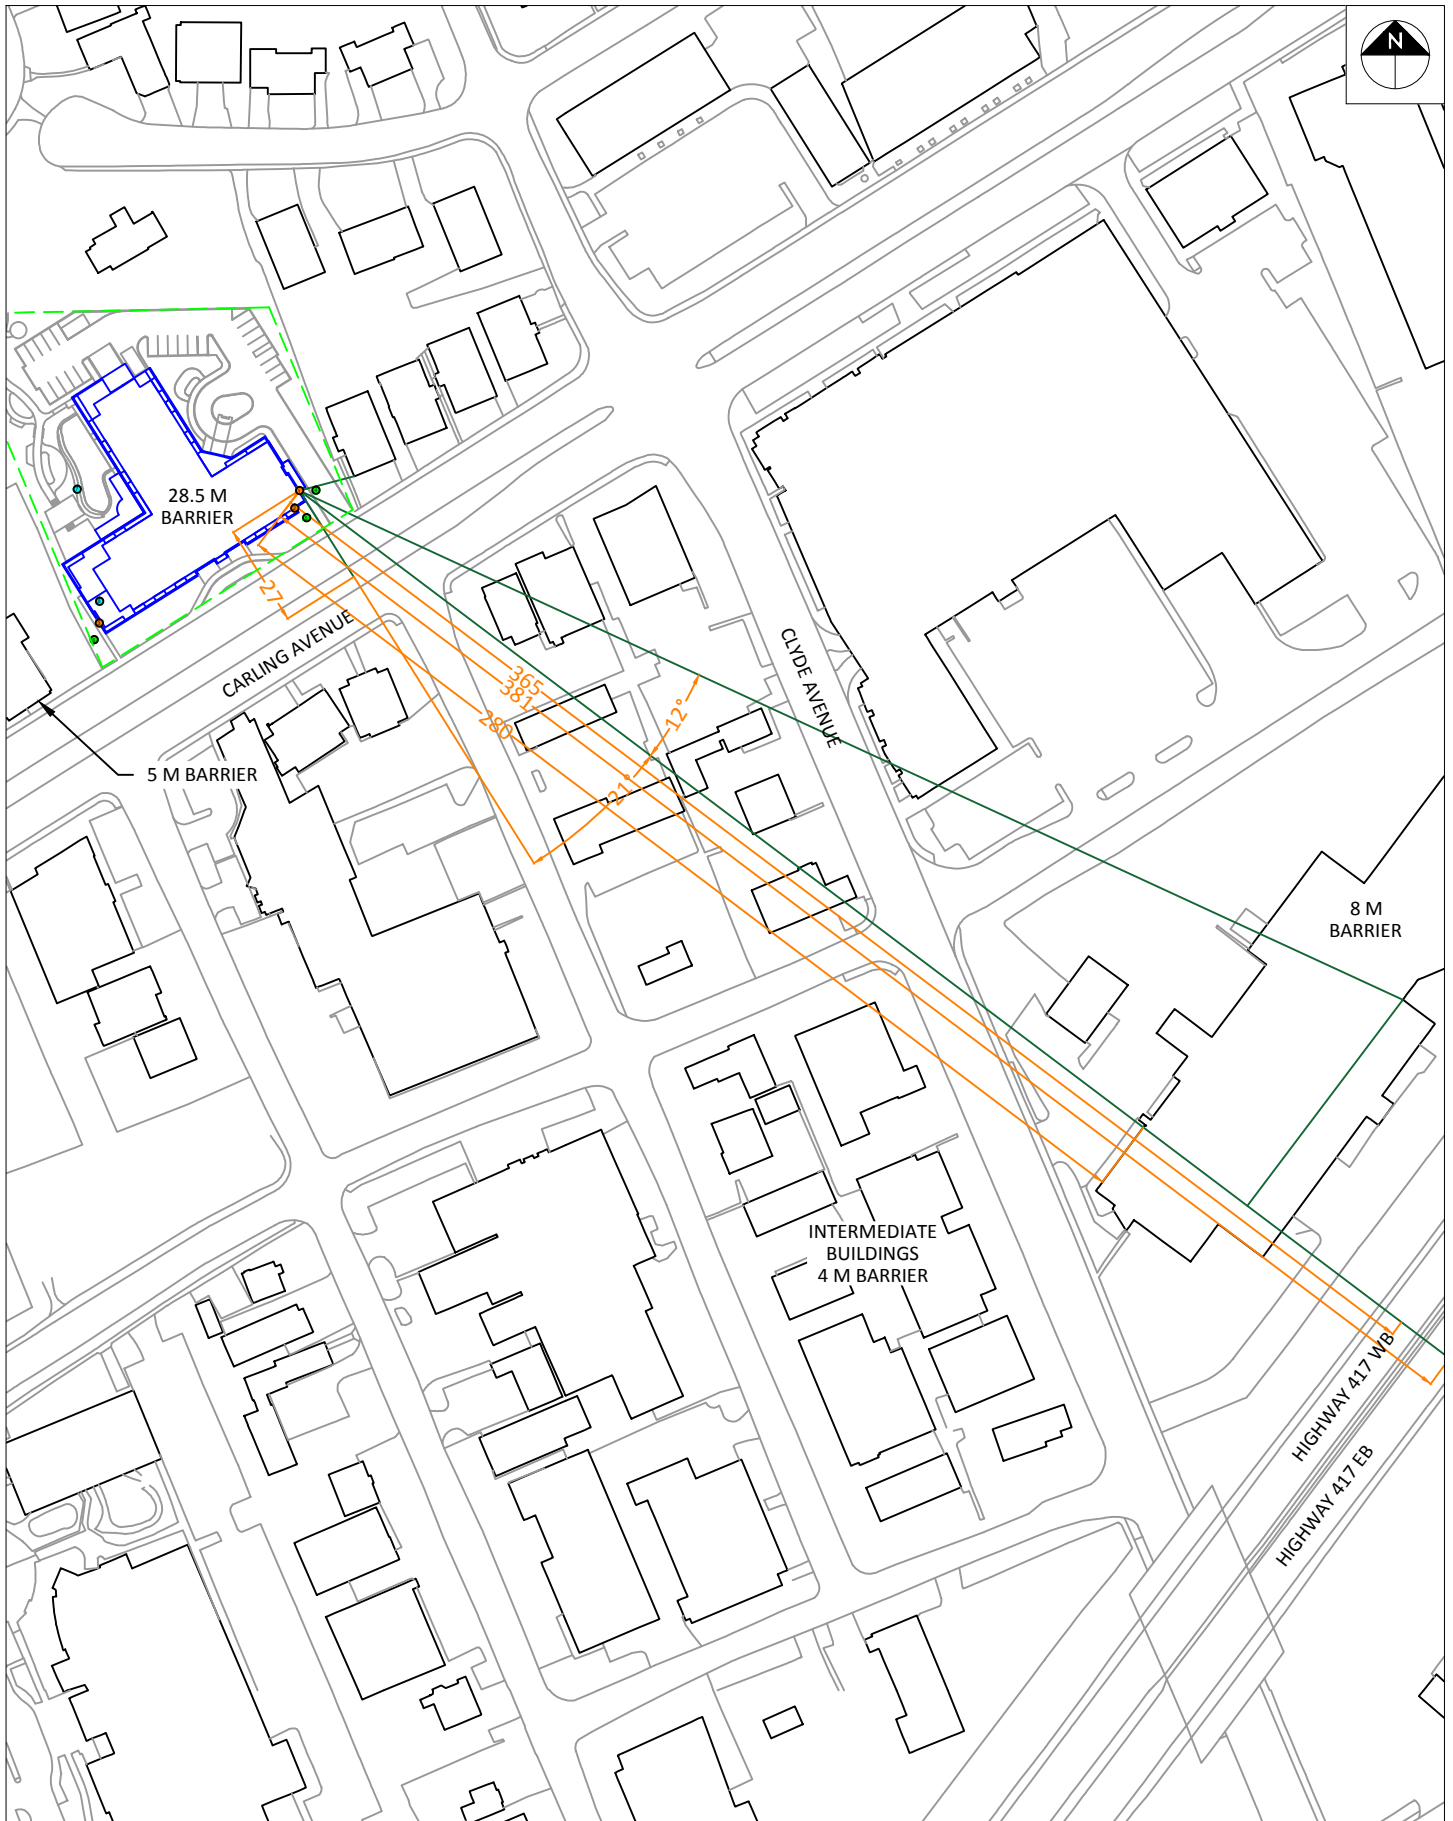 N
28.5 M
BARRIER
27
CARLING AVENUE
5 M BARRIER
365
381
280
12°
21°
CLYDE AVENUE
8 M
BARRIER
INTERMEDIATE
BUILDINGS
4 M BARRIER
HIGHWAY 417 WB
HIGHWAY 417 EB